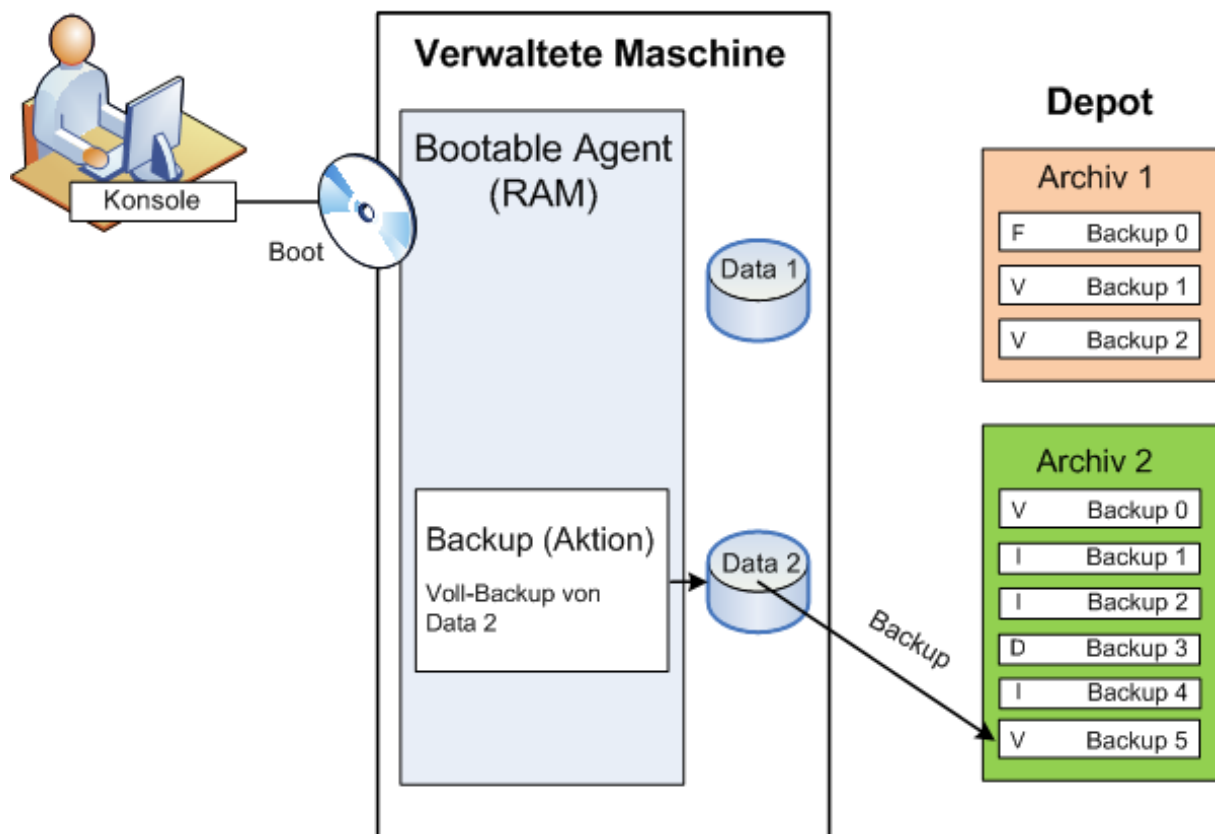 Verwaltete Maschine
Konsole
Boot
Bootable Agent
(RAM)
Data 1
Backup (Aktion)
Voll-Backup von
Data 2
Data 2
Backup
Depot
Archiv 1
F Backup 0
V Backup 1
V Backup 2
Archiv 2
V Backup 0
I Backup 1
I Backup 2
D Backup 3
I Backup 4
V Backup 5